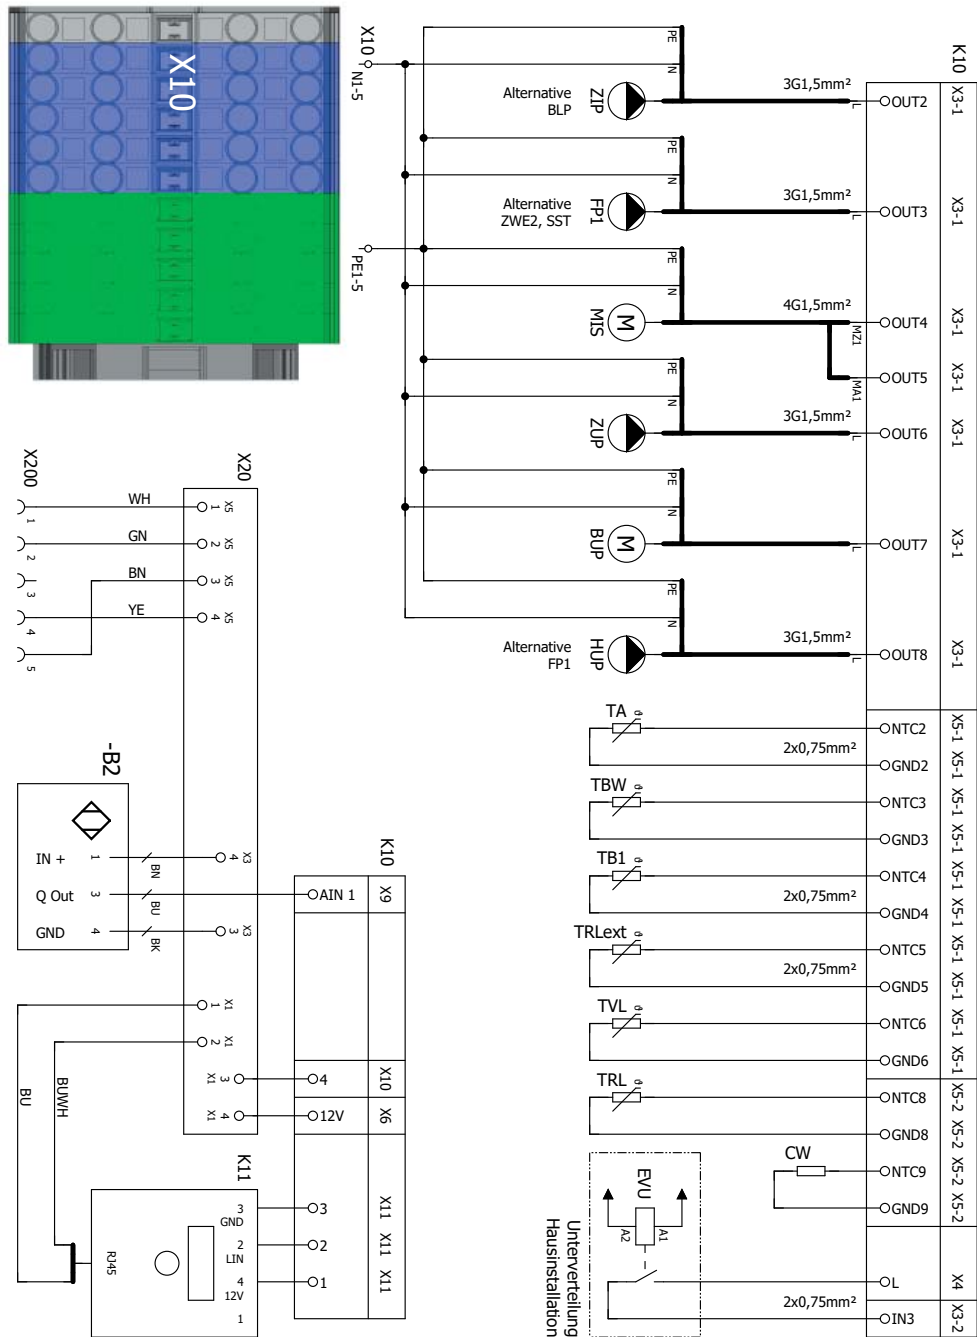 X10
X10
N1-5
PE1-5
K10
PE
N
Alternative
BLP
ZIP
3G1,5mm²
L
OUT2
X3-1
PE
N
Alternative
ZWE2, SST
FP1
3G1,5mm²
L
OUT3
X3-1
PE
N
MIS
M
4G1,5mm²
MZ1
OUT4
X3-1
MA1
OUT5
X3-1
PE
N
ZUP
3G1,5mm²
L
OUT6
X3-1
PE
N
BUP
M
L
OUT7
X3-1
PE
N
Alternative
FP1
HUP
3G1,5mm²
L
OUT8
X3-1
TA
ϑ
NTC2
X5-1
2x0,75mm²
GND2
X5-1
TBW
ϑ
NTC3
X5-1
GND3
X5-1
TB1
ϑ
NTC4
X5-1
2x0,75mm²
GND4
X5-1
TRLext
ϑ
NTC5
X5-1
2x0,75mm²
GND5
X5-1
TVL
ϑ
NTC6
X5-1
GND6
X5-1
TRL
ϑ
NTC8
X5-2
GND8
X5-2
CW
NTC9
X5-2
GND9
X5-2
EVU
A1
A2
L
X4
2x0,75mm²
IN3
X3-2
Unterverteilung
Hausinstallation
X200
X20
1
WH
1
X5
2
GN
2
X5
3
BN
3
X5
4
YE
4
X5
5
-B2
IN +
1
BN
4
X3
Q Out
3
BU
GND
4
BK
3
X3
K10
AIN 1
X9
1
X1
2
X1
X1
3
4
X10
X1
4
12V
X6
BU
BUWH
K11
3
GND
3
X11
2
LIN
2
X11
4
12V
1
X11
1
RJ45